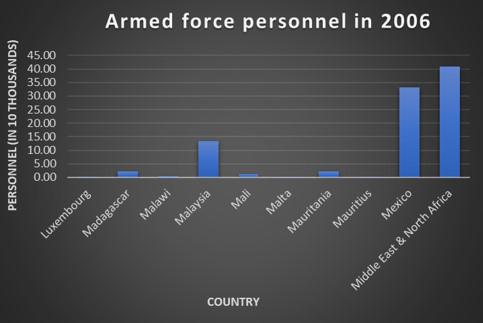 Armed force personnel in 2006
PERSONNEL (IN 10 THOUSANDS)
45.00
40.00
35.00
30.00
25.00
20.00
15.00
10.00
5.00
0.00
Luxembourg
Madagascar
Malawi
Malaysia
Mali
Malta
Mauritania
Mauritius
Mexico
Middle East & North Africa
COUNTRY